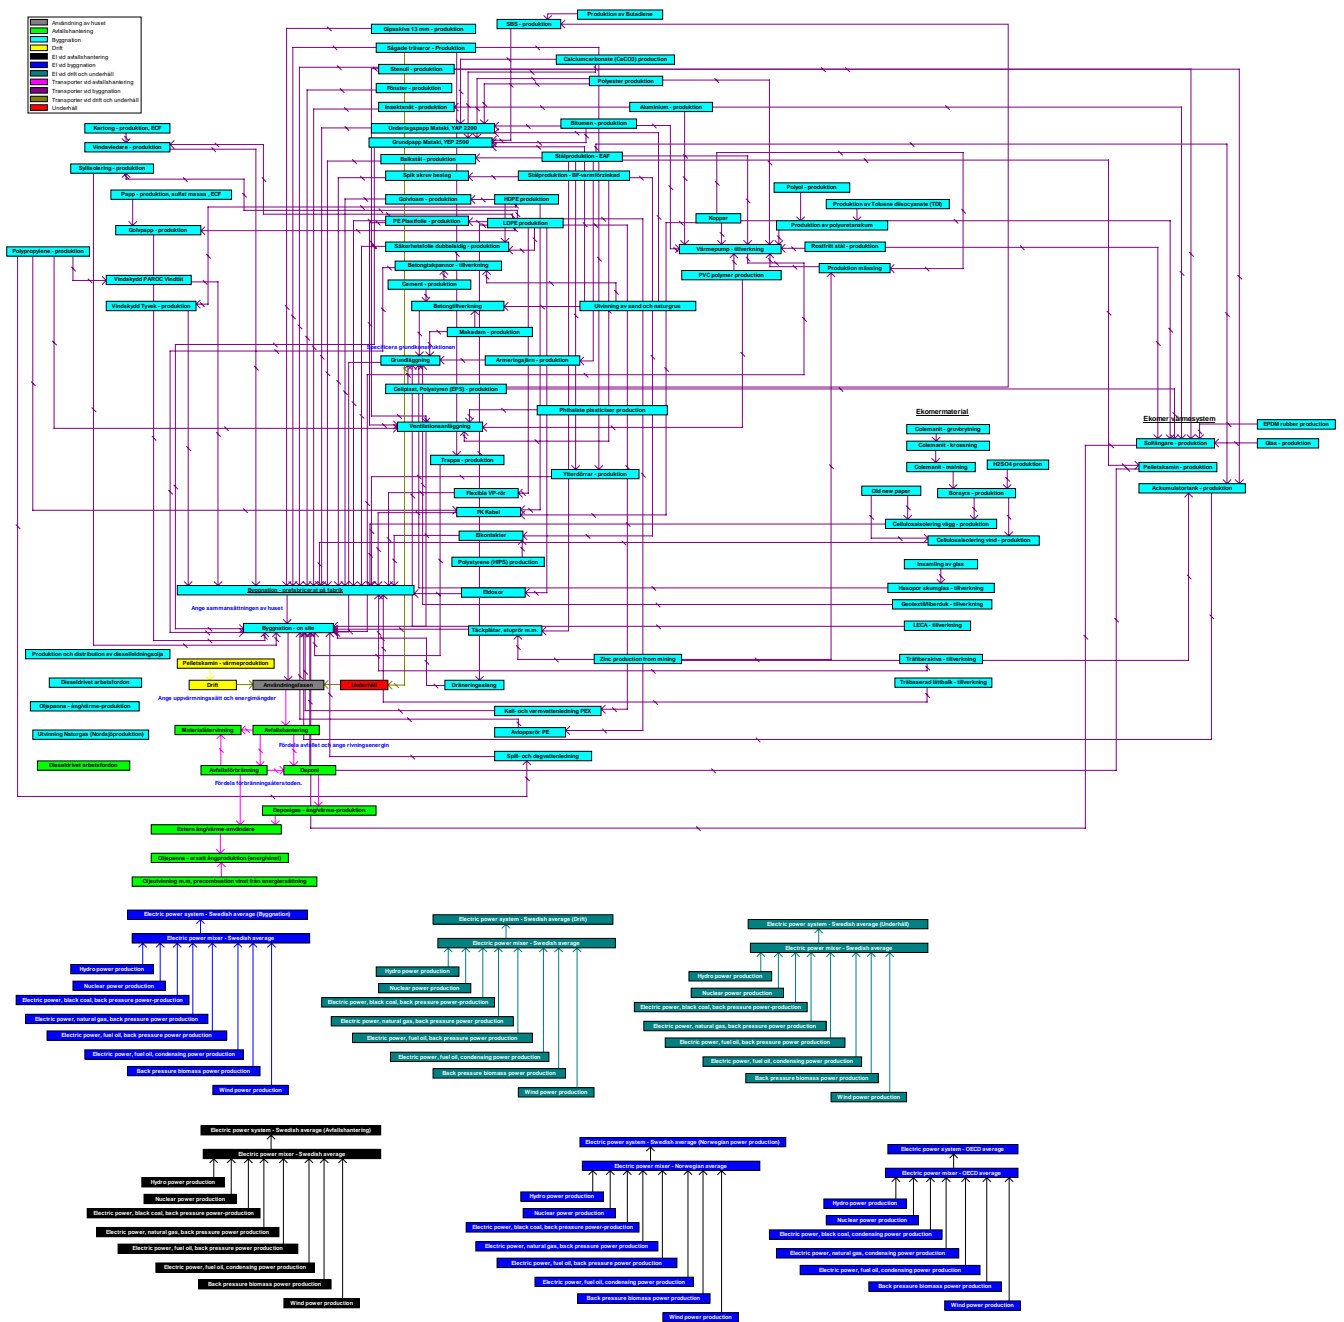 Användning av huset
Avfallshantering
Byggnation
Drift
El vid avfallshantering
El vid byggnation
El vid drift och underhåll
Transporter vid avfallshantering
Transporter vid byggnation
Transporter vid drift och underhåll
Underhåll
Produktion av Butadiene
SBS - produktion
Gipsskiva 13 mm - produktion
Sågade trävaror - Produktion
Calciumcarbonate (CaCO3) production
Stenull - produktion
Polyester produktion
Fönster - produktion
Insektsnät - produktion
Aluminium - produktion
Underlagspapp Mataki, YAP 2200
Bitumen - produktion
Kartong - produktion, ECF
Grundpapp Mataki, YEP 2500
Vindavledare - produktion
Balkstål - produktion
Stålproduktion - EAF
Syllisolering - produktion
Spik skruv beslag
Stålproduktion - BF-varmförzinkad
Polyol - produktion
Papp - produktion, sulfat massa , ECF
Golvfoam - produktion
HDPE produktion
Produktion av Toluene diisocyanate (TDI)
PE Plastfolie - produktion
LDPE produktion
Koppar
Produktion av polyuretanskum
Golvpapp - produktion
Säkerhetsfolie dubbelsidig - produktion
Värmepump - tillverkning
Rostfritt stål - produktion
Polypropylene - produktion
Betongtakpannor - tillverkning
Produktion mässing
PVC polymer production
Vindskydd PAROC Vindtät
Cement - produktion
Vindskydd Tyvek - produktion
Betongtillverkning
Utvinning av sand och naturgrus
Makadam - produktion
Specificera grundkonstruktionen
Grundläggning
Armeringsjärn - produktion
Cellplast, Polystyren (EPS) - produktion
Phthalate plasticiser production
Ekomermaterial
Ekomer värmesystem
Ventilationsanläggning
Colemanit - gruvbrytning
EPDM rubber production
Colemanit - krossning
Solfångare - produktion
Glas - produktion
Trappa - produktion
Colemanit - malning
H2SO4 produktion
Pelletskamin - produktion
Ytterdörrar - produktion
Flexibla VP-rör
Old new paper
Borsyra - produktion
Ackumulatortank - produktion
FK Kabel
Cellulosaisolering vägg - produktion
Elkontakter
Cellulosaisolering vind - produktion
Polystyrene (HIPS) production
Insamling av glas
Byggnation - prefabricerat på fabrik
Eldosor
Hasopor skumglas - tillverkning
Ange sammansättningen av huset
Geotextil/fiberduk - tillverkning
Byggnation - on site
Täckplåtar, stuprör m.m.
LECA - tillverkning
Produktion och distribution av diesel/eldningsolja
Pelletskamin - värmeproduktion
Zinc production from mining
Träfiberskiva - tillverkning
Dieseldrivet arbetsfordon
Drift
Användningsfasen
Underhåll
Dräneringsslang
Träbaserad lättbalk - tillverkning
Ange uppvärmningssätt och energimängder
Oljepanna - ång/värme-produktion
Kall- och varmvattenledning PEX
Utvinning Naturgas (Nordsjöproduktion)
Materialåtervinning
Avfallshantering
Avloppsrör PE
Fördela avfallet och ange rivningsenergin
Spill- och dagvattenledning
Dieseldrivet arbetsfordon
Avfallsförbränning
Deponi
Fördela förbränningsåterstoden.
Deponigas - ång/värme-produktion
Extern ång/värme-användare
Oljepanna - ersatt ångproduktion (energivinst)
Oljeutvinning m.m, precombustion vinst från energiersättning
Electric power system - Swedish average (Byggnation)
Electric power mixer - Swedish average
Hydro power production
Nuclear power production
Electric power, black coal, back pressure power-production
Electric power, natural gas, back pressure power production
Electric power, fuel oil, back pressure power production
Electric power, fuel oil, condensing power production
Back pressure biomass power production
Wind power production
Electric power system - Swedish average (Drift)
Electric power mixer - Swedish average
Hydro power production
Nuclear power production
Electric power, black coal, back pressure power-production
Electric power, natural gas, back pressure power production
Electric power, fuel oil, back pressure power production
Electric power, fuel oil, condensing power production
Back pressure biomass power production
Wind power production
Electric power system - Swedish average (Underhåll)
Electric power mixer - Swedish average
Hydro power production
Nuclear power production
Electric power, black coal, back pressure power-production
Electric power, natural gas, back pressure power production
Electric power, fuel oil, back pressure power production
Electric power, fuel oil, condensing power production
Back pressure biomass power production
Wind power production
Electric power system - Swedish average (Avfallshantering)
Electric power mixer - Swedish average
Hydro power production
Nuclear power production
Electric power, black coal, back pressure power-production
Electric power, natural gas, back pressure power production
Electric power, fuel oil, back pressure power production
Electric power, fuel oil, condensing power production
Back pressure biomass power production
Wind power production
Electric power system - Swedish average (Norwegian power production)
Electric power mixer - Norwegian average
Hydro power production
Nuclear power production
Electric power, black coal, back pressure power-production
Electric power, natural gas, back pressure power production
Electric power, fuel oil, back pressure power production
Electric power, fuel oil, condensing power production
Back pressure biomass power production
Wind power production
Electric power system - OECD average
Electric power mixer - OECD average
Hydro power production
Nuclear power production
Electric power, black coal, condensing power production
Electric power, natural gas, condensing power production
Electric power, fuel oil, condensing power production
Back pressure biomass power production
Wind power production